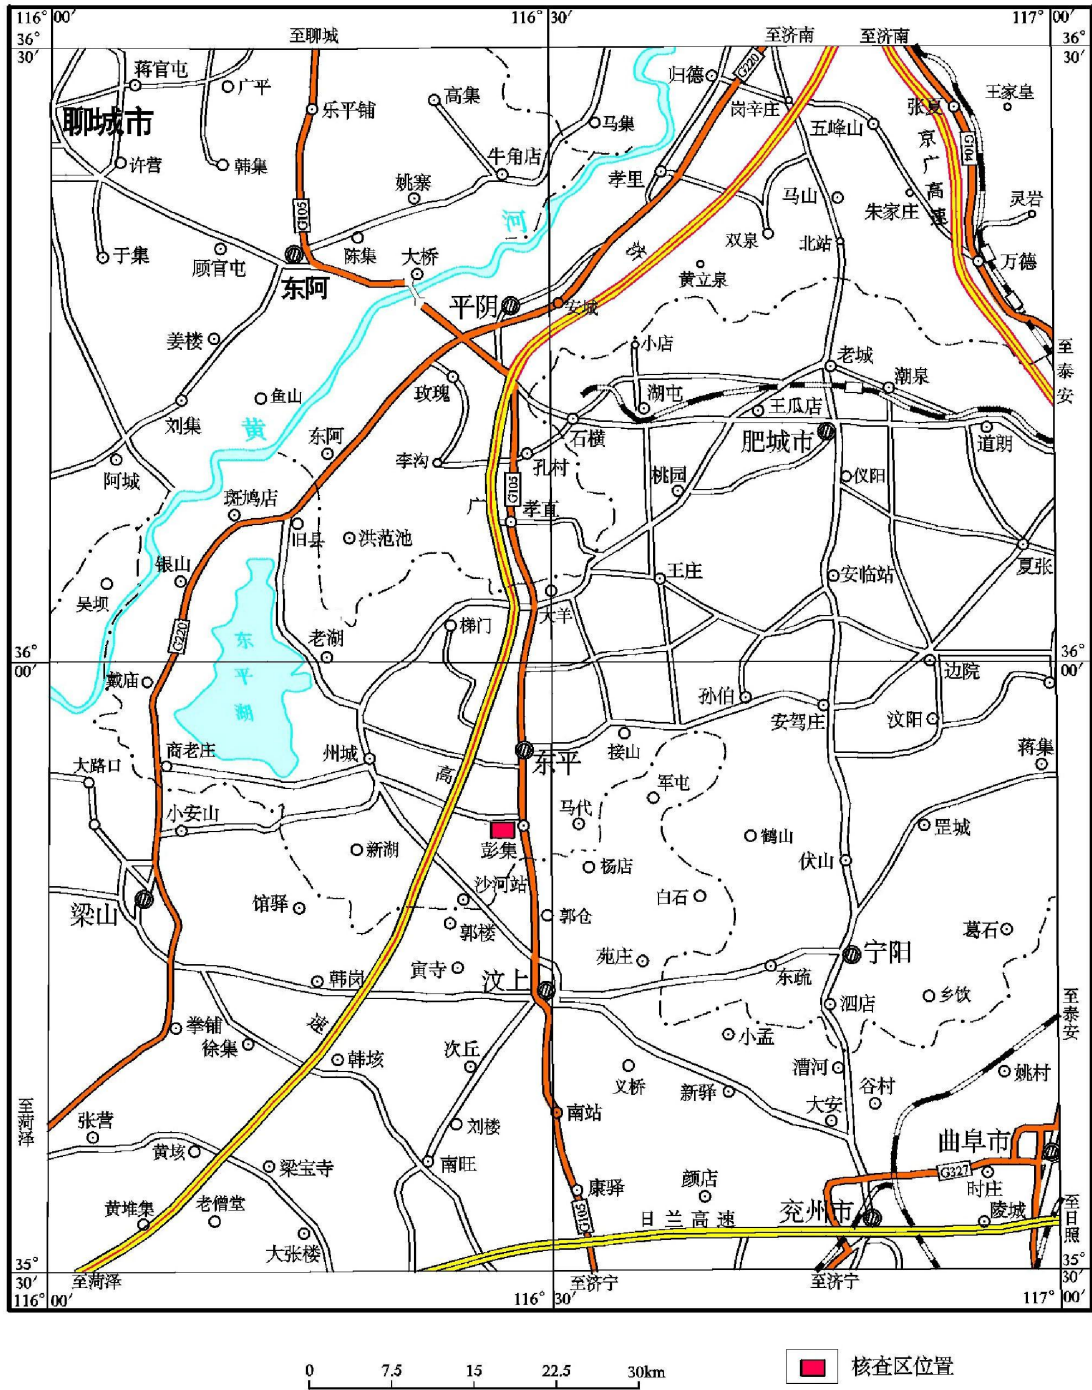 116° 00′
116° 30′
117° 00′
36° 30′
至聊城
至济南
至济南
36° 30′
蒋官屯
广平
乐平铺
高集
归德
G220
岗辛庄
张夏
王家皇
聊城市
马集
五峰山
京
G104
许营
韩集
牛角店
孝里
马山
广
高
速
灵岩
姚寨
朱家庄
G105
河
双泉
北站
于集
顾官屯
陈集
大桥
黄立泉
万德
东阿
平阴
安城
姜楼
小店
老城
至泰安
玫瑰
湖屯
王瓜店
潮泉
刘集
鱼山
黄
东阿
石横
肥城市
道朗
阿城
李沟
孔村
桃园
仪阳
斑鸠店
G105
广
孝直
旧县
洪范池
夏张
银山
王庄
安临站
吴坝
大羊
梯门
G220
东
平
湖
老湖
36° 00′
36° 00′
戴庙
边院
孙伯
安驾庄
汶阳
商老庄
州城
东平
接山
蒋集
大路口
高
军屯
小安山
马代
鹤山
罡城
新湖
彭集
杨店
伏山
沙河站
白石
梁山
馆驿
郭仓
郭楼
葛石
寅寺
苑庄
宁阳
韩岗
汶上
东疏
泗店
乡饮
至泰安
拳铺
速
徐集
小孟
韩垓
次丘
义桥
漕河
姚村
新驿
谷村
至菏泽
张营
南站
大安
刘楼
曲阜市
黄垓
梁宝寺
南旺
G327
时庄
康驿
颜店
黄堆集
老僧堂
G105
日兰高速
兖州市
陵城
至日照
大张楼
35° 30′
至菏泽
至济宁
至济宁
35° 30′
116° 00′
116° 30′
117° 00′
0 7.5 15 22.5 30km
核查区位置